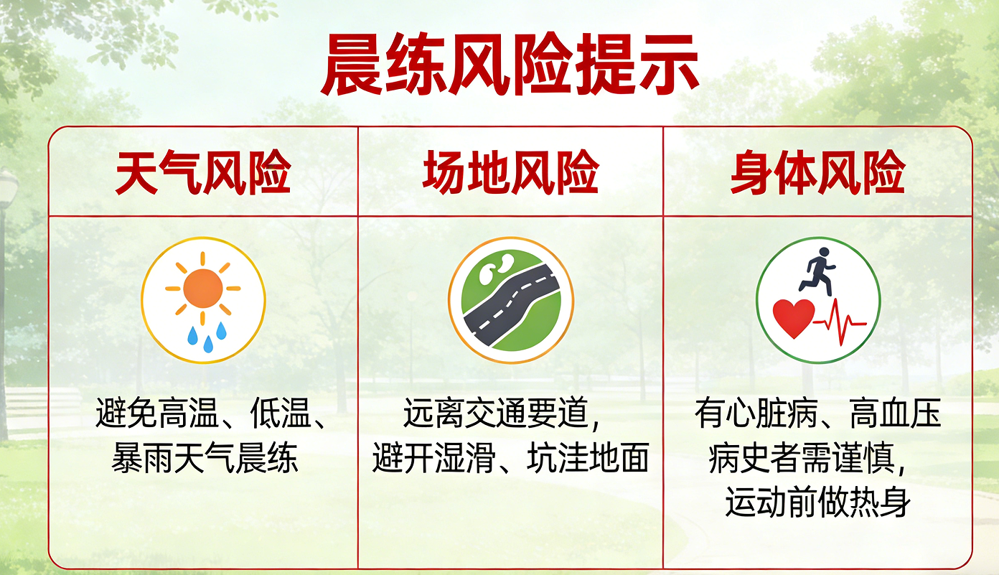 晨练风险提示
天气风险
场地风险
身体风险
避免高温、低温、
暴雨天气晨练
远离交通要道，
避开湿滑、坑洼地面
有心脏病、高血压
病史者需谨慎，
运动前做热身